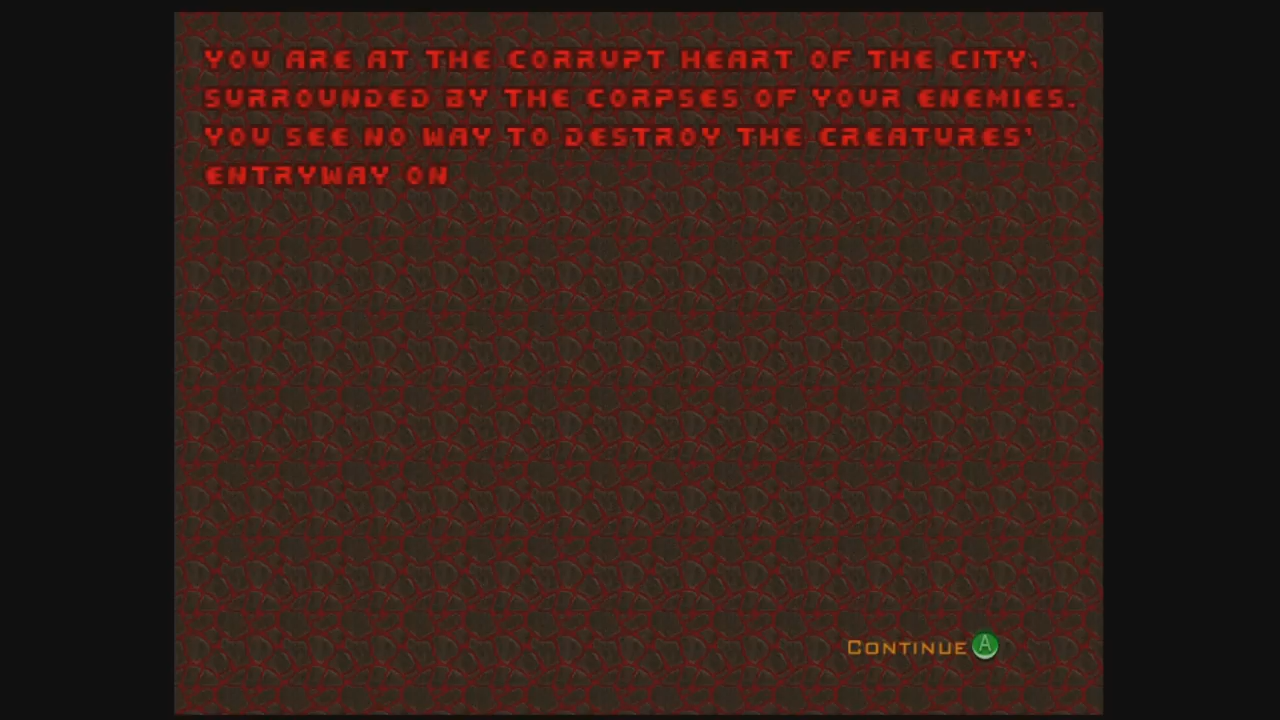 YOU ARE AT THE CORRUPT HEART OF THE CITY,
SURROUNDED BY THE CORPSES OF YOUR ENEMIES.
YOU SEE NO WAY TO DESTROY THE CREATURES'
ENTRYWAY ON
CONTINUE A